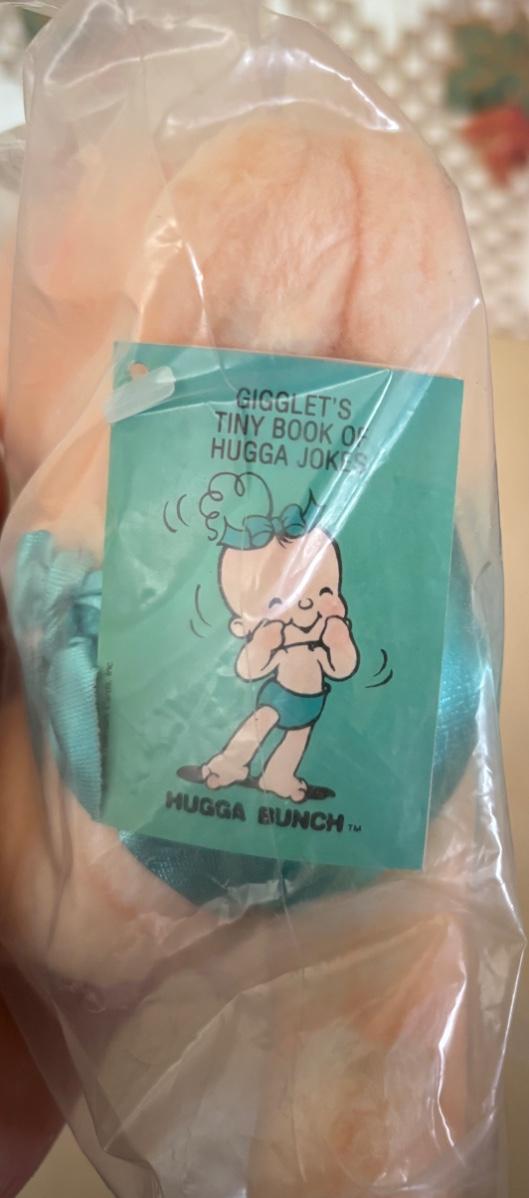 GIGGLET'S
TINY BOOK OF
HUGGA JOKES
HUGGA BUNCH™